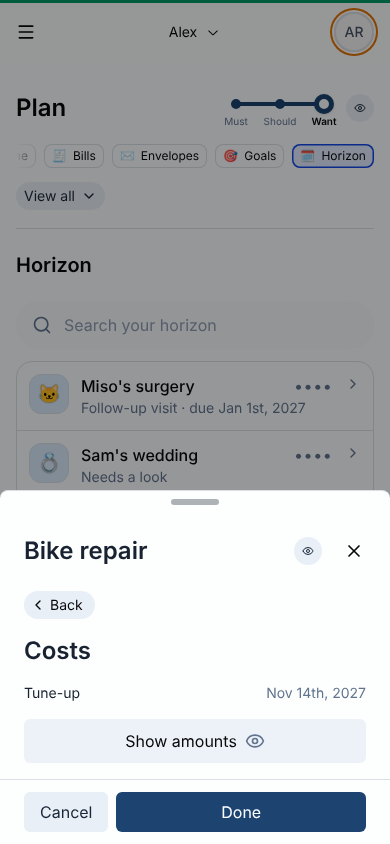 Alex
AR
Plan
Must Should Want
Bills Envelopes Goals Horizon
View all
Horizon
Search your horizon
Miso's surgery
Follow-up visit · due Jan 1st, 2027
Sam's wedding
Needs a look
Bike repair
Back
Costs
Tune-up Nov 14th, 2027
Show amounts
Cancel Done